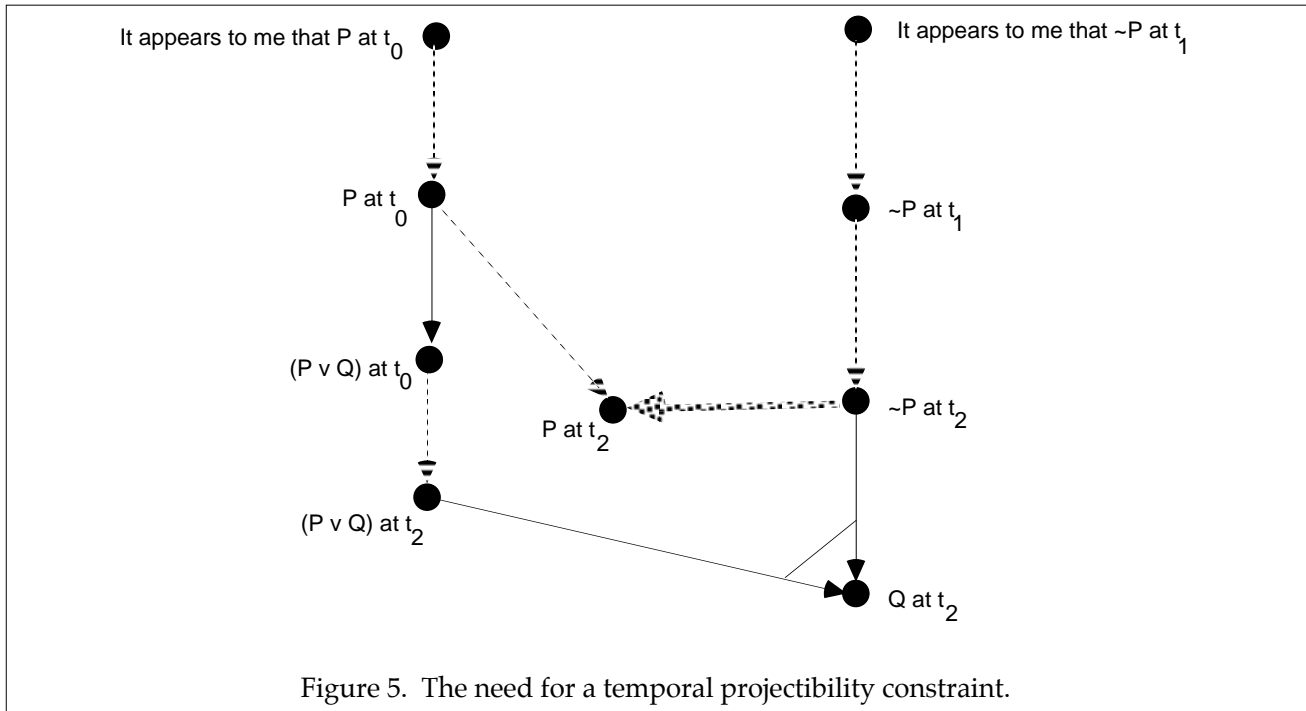 It appears to me that P at t0
It appears to me that ~P at t1
P at t0
~P at t1
(P v Q) at t0
P at t2
~P at t2
(P v Q) at t2
Q at t2
Figure 5. The need for a temporal projectibility constraint.